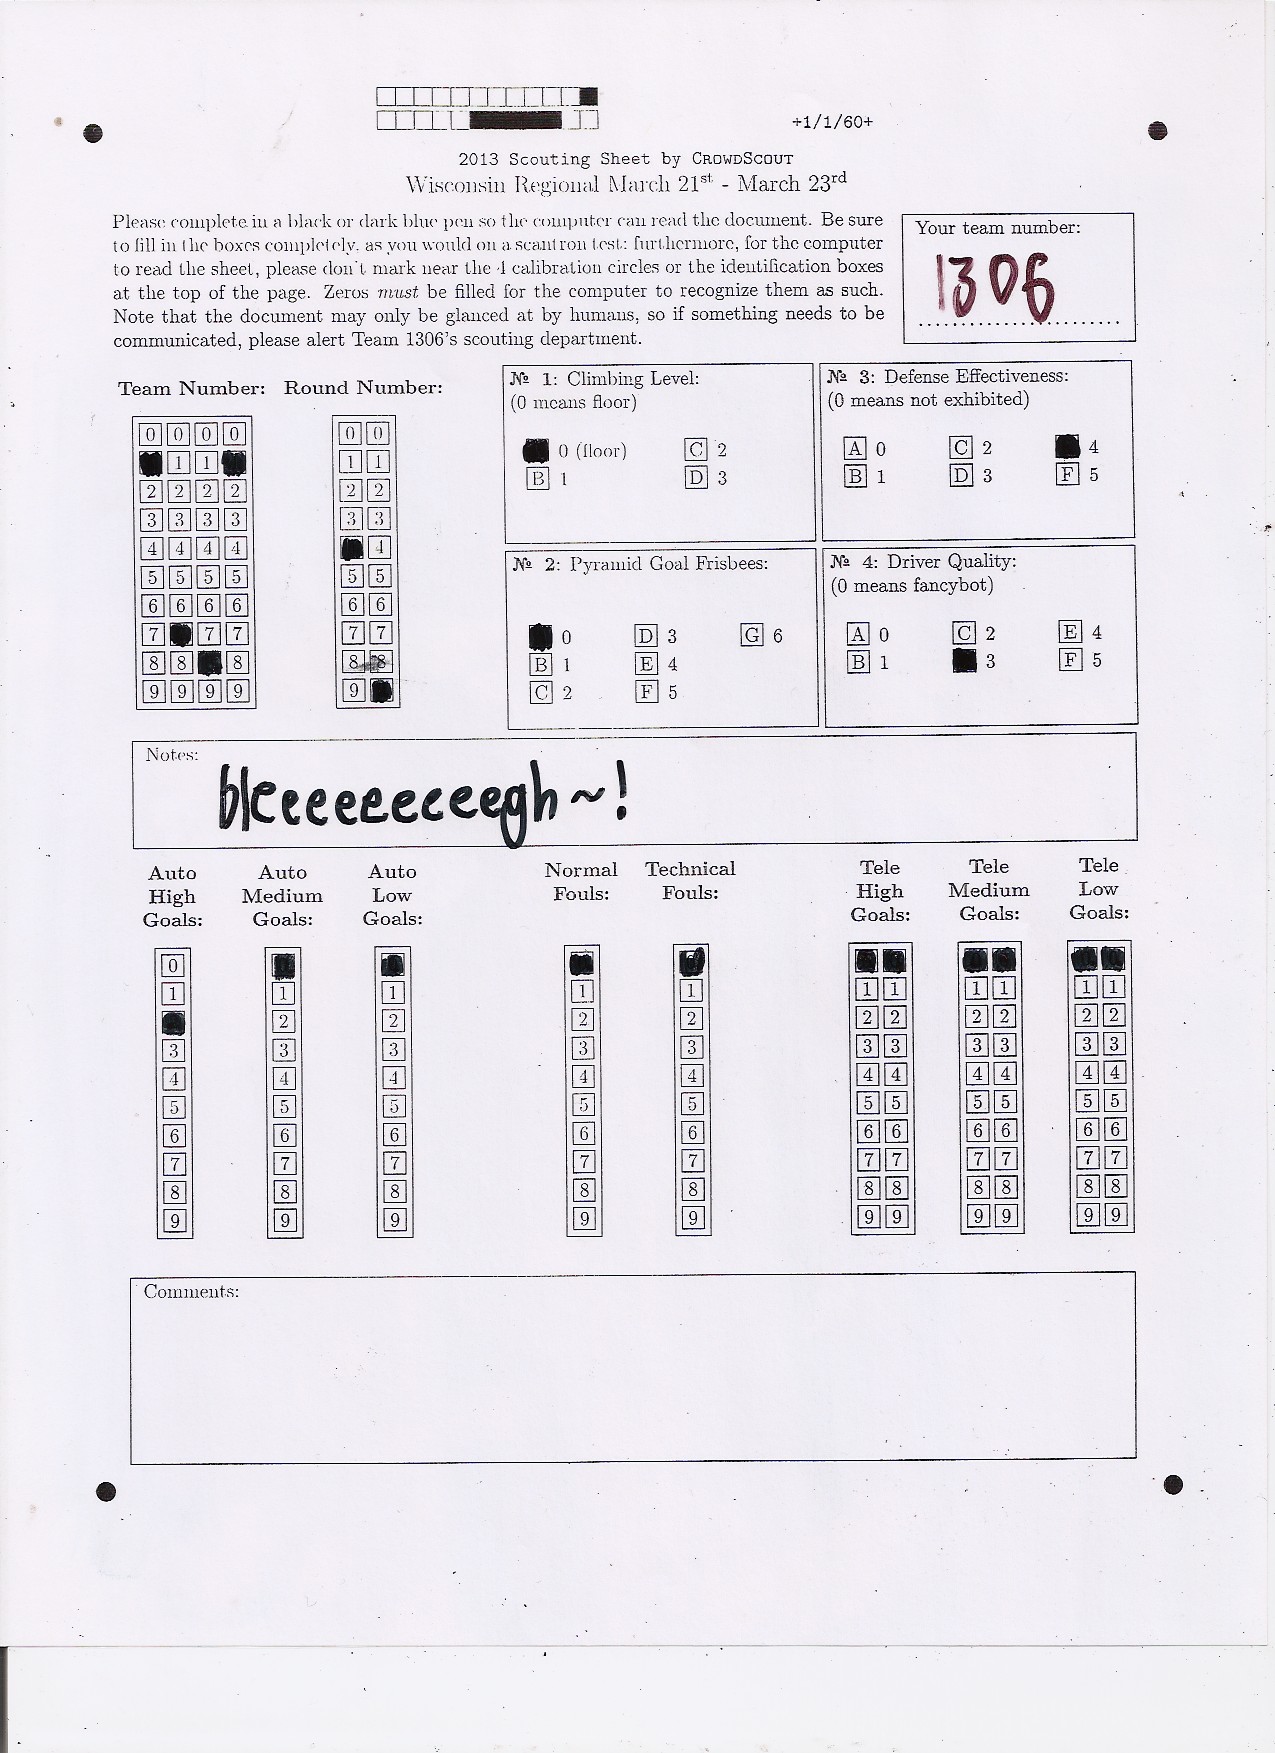 +1/1/60+
2013 Scouting Sheet by CROWDSCOUT
Wisconsin Regional March 21st - March 23rd
Please complete in a black or dark blue pen so the computer can read the document. Be sure
to fill in the boxes completely, as you would on a scantron test; furthermore, for the computer
to read the sheet, please don't mark near the 4 calibration circles or the identification boxes
at the top of the page. Zeros must be filled for the computer to recognize them as such.
Note that the document may only be glanced at by humans, so if something needs to be
communicated, please alert Team 1306's scouting department.
Your team number:
1306
Team Number: Round Number:
0 0 0 0 0 0
1 1 1 1
2 2 2 2 2 2
3 3 3 3 3 3
4 4 4 4 4
5 5 5 5 5 5
6 6 6 6 6 6
7 7 7 7 7
8 8 8 8 8
9 9 9 9 9
№ 1: Climbing Level:
(0 means floor)
0 (floor) C 2
B 1 D 3
№ 3: Defense Effectiveness:
(0 means not exhibited)
A 0 C 2 4
B 1 D 3 F 5
№ 2: Pyramid Goal Frisbees:
0 D 3 G 6
B 1 E 4
C 2 F 5
№ 4: Driver Quality:
(0 means fancybot)
A 0 C 2 E 4
B 1 3 F 5
Notes:
bleeeeeeeeegh ~!
Auto High Goals: Auto Medium Goals: Auto Low Goals: Normal Fouls: Technical Fouls: Tele High Goals: Tele Medium Goals: Tele Low Goals:
0
1 1 1 1 1 1 1 1 1 1 1
2 2 2 2 2 2 2 2 2 2
3 3 3 3 3 3 3 3 3 3 3
4 4 4 4 4 4 4 4 4 4 4
5 5 5 5 5 5 5 5 5 5 5
6 6 6 6 6 6 6 6 6 6 6
7 7 7 7 7 7 7 7 7 7 7
8 8 8 8 8 8 8 8 8 8 8
9 9 9 9 9 9 9 9 9 9 9
Comments: